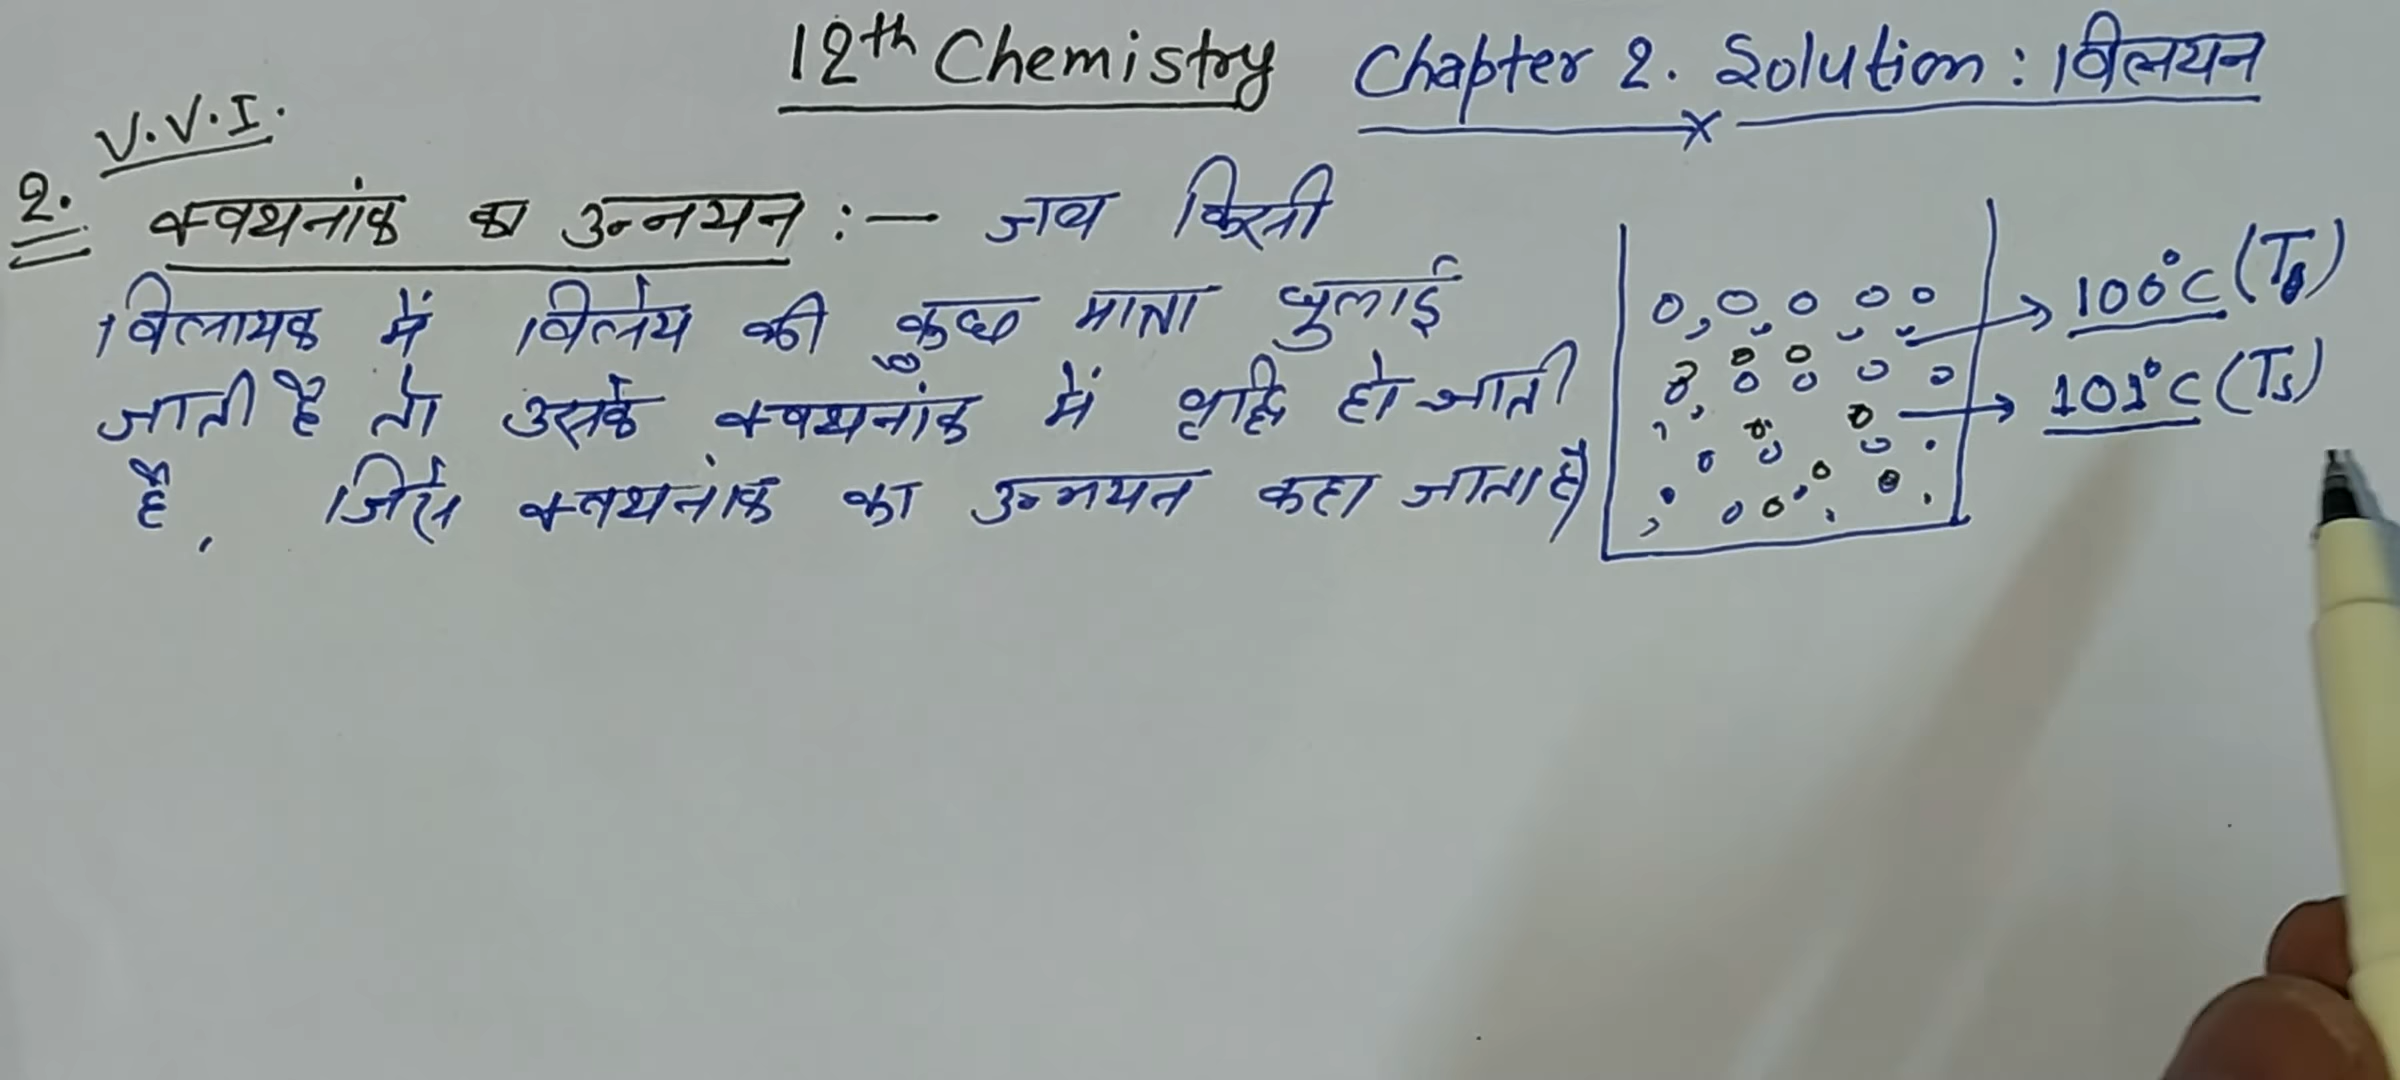 12th Chemistry Chapter 2. Solution : विलयन
V.V.I.
2. क्वथनांक का उन्नयन :— जब किसी
विलायक में विलेय की कुछ मात्रा घुलाई
जाती है तो उसके क्वथनांक में वृद्धि हो जाती
है, जिसे क्वथनांक का उन्नयन कहा जाता है।
100°C (T)
101°C (Ts)